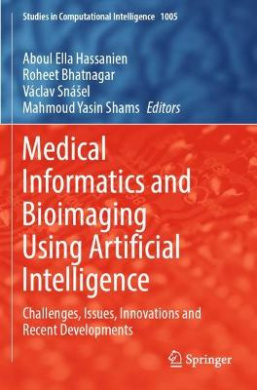 Studies in Computational Intelligence 1005
Aboul Ella Hassanien
Roheet Bhatnagar
Václav Snášel
Mahmoud Yasin Shams Editors
Medical
Informatics and
Bioimaging
Using Artificial
Intelligence
Challenges, Issues, Innovations and
Recent Developments
Springer